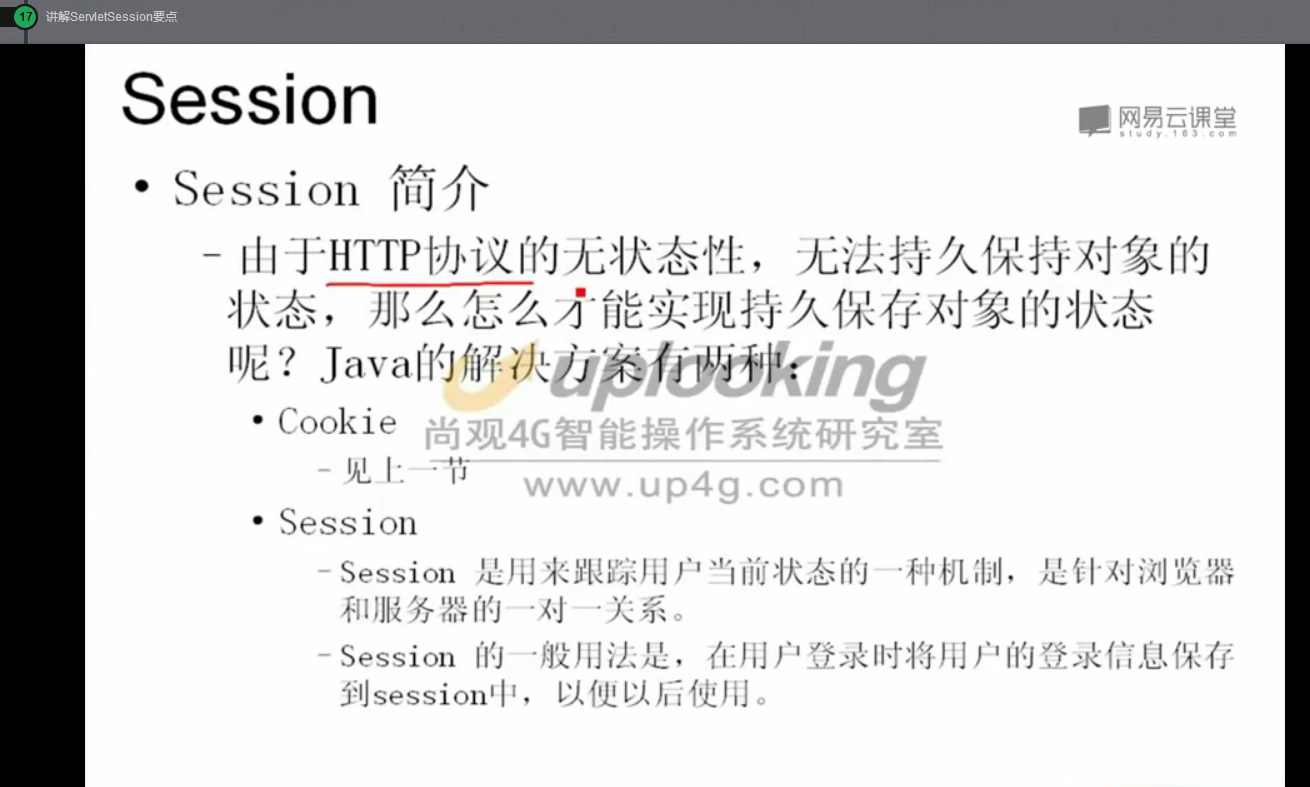 17 讲解ServletSession要点
Session
网易云课堂
study.163.com
• Session 简介
– 由于HTTP协议的无状态性，无法持久保持对象的
状态，那么怎么才能实现持久保存对象的状态
呢？Java的解决方案有两种：
uplooking
• Cookie
尚观4G智能操作系统研究室
– 见上一节
www.up4g.com
• Session
– Session 是用来跟踪用户当前状态的一种机制，是针对浏览器
和服务器的一对一关系。
– Session 的一般用法是，在用户登录时将用户的登录信息保存
到session中，以便以后使用。